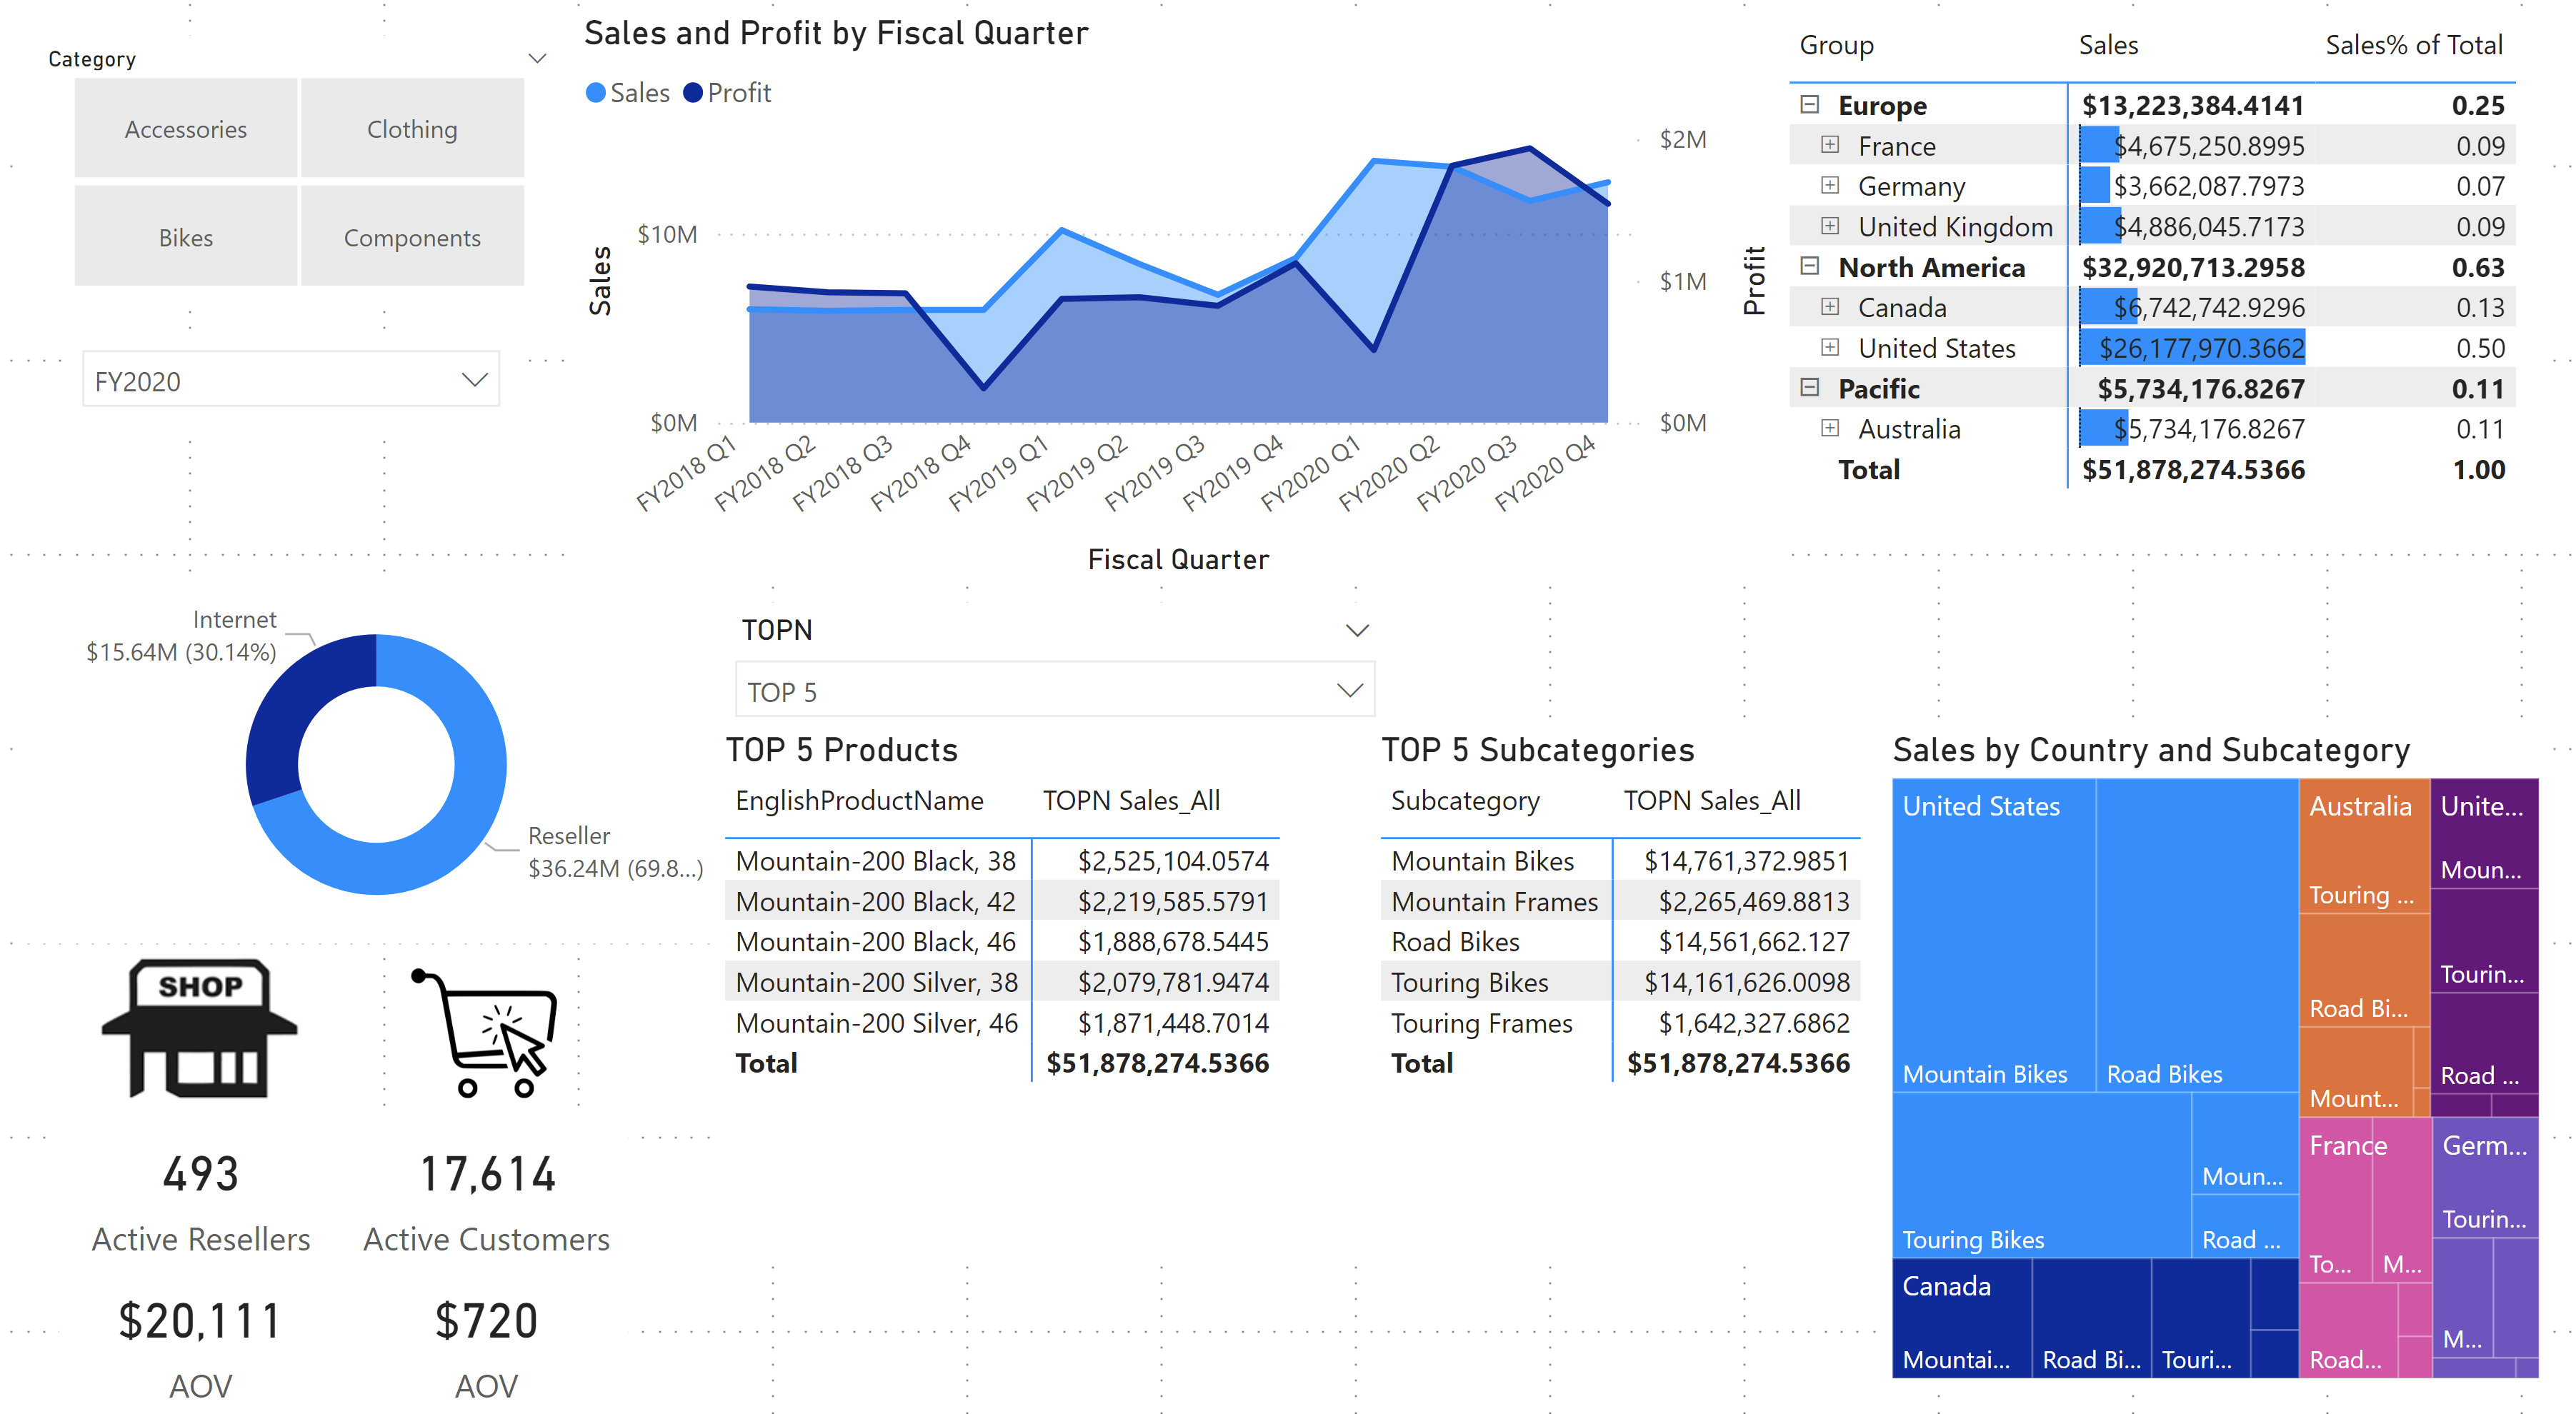 Category
Accessories
Clothing
Bikes
Components
FY2020
Sales and Profit by Fiscal Quarter
Sales
Profit
$10M
$0M
Sales
$2M
$1M
$0M
Profit
FY2018 Q1
FY2018 Q2
FY2018 Q3
FY2018 Q4
FY2019 Q1
FY2019 Q2
FY2019 Q3
FY2019 Q4
FY2020 Q1
FY2020 Q2
FY2020 Q3
FY2020 Q4
Fiscal Quarter
Group Sales Sales% of Total
Europe $13,223,384.4141 0.25
France $4,675,250.8995 0.09
Germany $3,662,087.7973 0.07
United Kingdom $4,886,045.7173 0.09
North America $32,920,713.2958 0.63
Canada $6,742,742.9296 0.13
United States $26,177,970.3662 0.50
Pacific $5,734,176.8267 0.11
Australia $5,734,176.8267 0.11
Total $51,878,274.5366 1.00
Internet
$15.64M (30.14%)
Reseller
$36.24M (69.8...)
SHOP
493
Active Resellers
$20,111
AOV
17,614
Active Customers
$720
AOV
TOPN
TOP 5
TOP 5 Products
EnglishProductName TOPN Sales_All
Mountain-200 Black, 38 $2,525,104.0574
Mountain-200 Black, 42 $2,219,585.5791
Mountain-200 Black, 46 $1,888,678.5445
Mountain-200 Silver, 38 $2,079,781.9474
Mountain-200 Silver, 46 $1,871,448.7014
Total $51,878,274.5366
TOP 5 Subcategories
Subcategory TOPN Sales_All
Mountain Bikes $14,761,372.9851
Mountain Frames $2,265,469.8813
Road Bikes $14,561,662.127
Touring Bikes $14,161,626.0098
Touring Frames $1,642,327.6862
Total $51,878,274.5366
Sales by Country and Subcategory
United States
Mountain Bikes
Road Bikes
Touring Bikes
Moun...
Road ...
Canada
Mountai...
Road Bi...
Touri...
Australia
Touring ...
Road Bi...
Mount...
Unite...
Moun...
Tourin...
Road ...
France
To...
M...
Road...
Germ...
Tourin...
M...